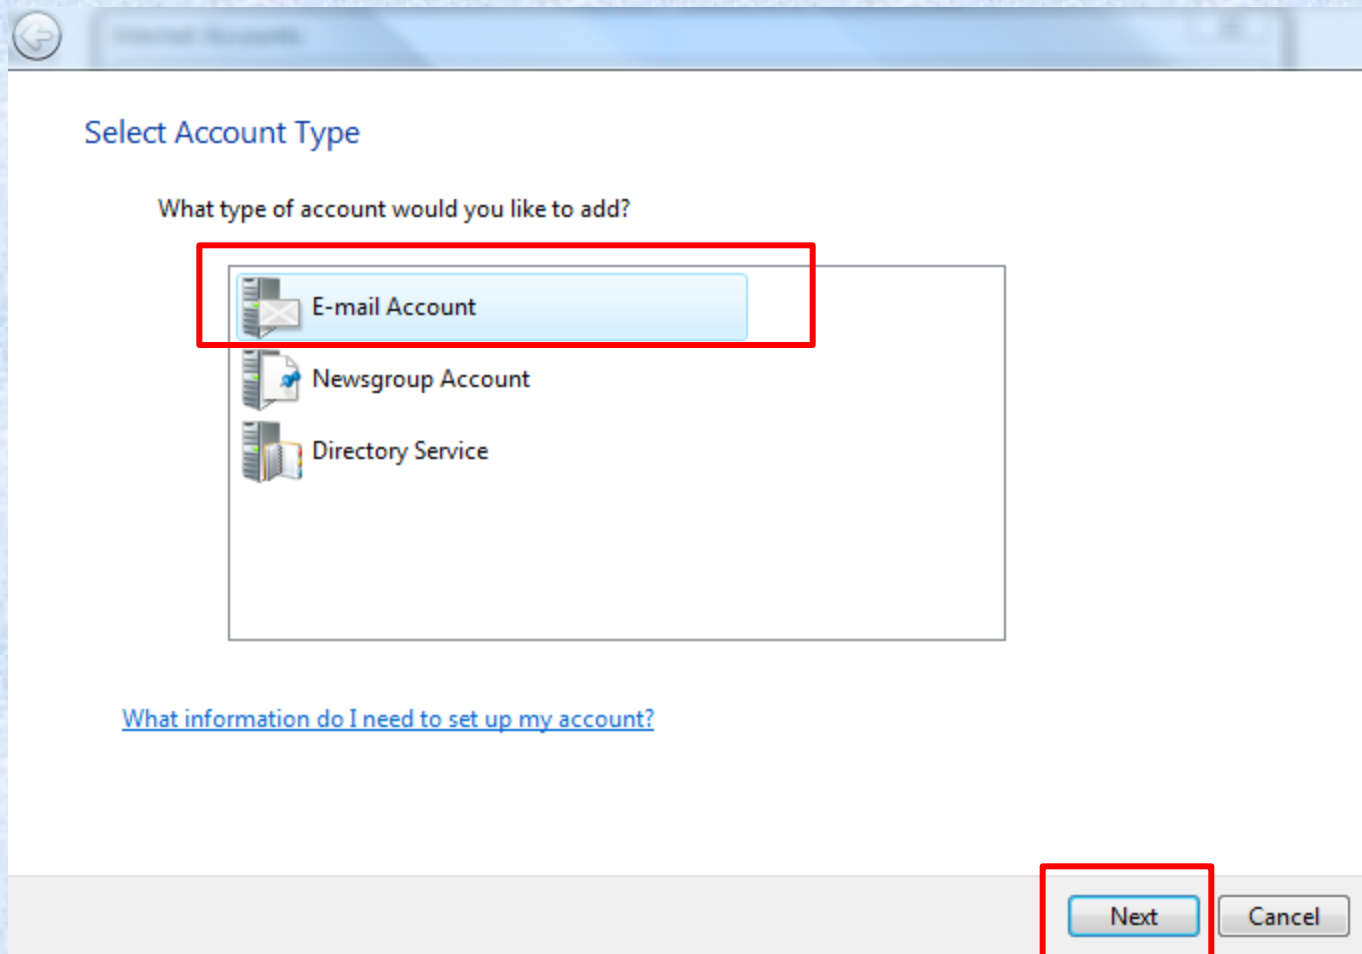 Select Account Type
What type of account would you like to add?
E-mail Account
Newsgroup Account
Directory Service
What information do I need to set up my account?
Next
Cancel